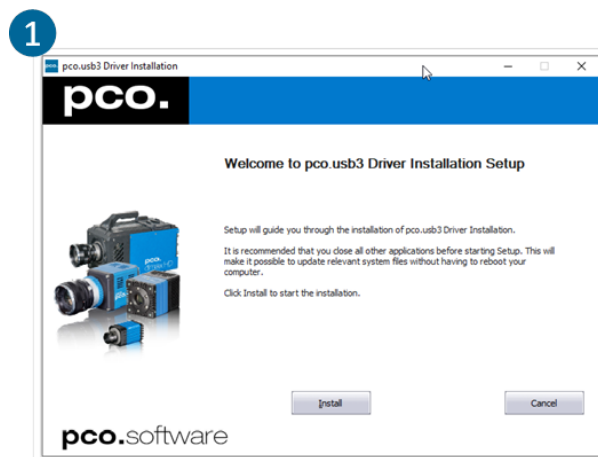 1
pco. pco.usb3 Driver Installation
pco.
Welcome to pco.usb3 Driver Installation Setup
Setup will guide you through the installation of pco.usb3 Driver Installation.
It is recommended that you close all other applications before starting Setup. This will
make it possible to update relevant system files without having to reboot your
computer.
Click Install to start the installation.
Install
Cancel
pco.software